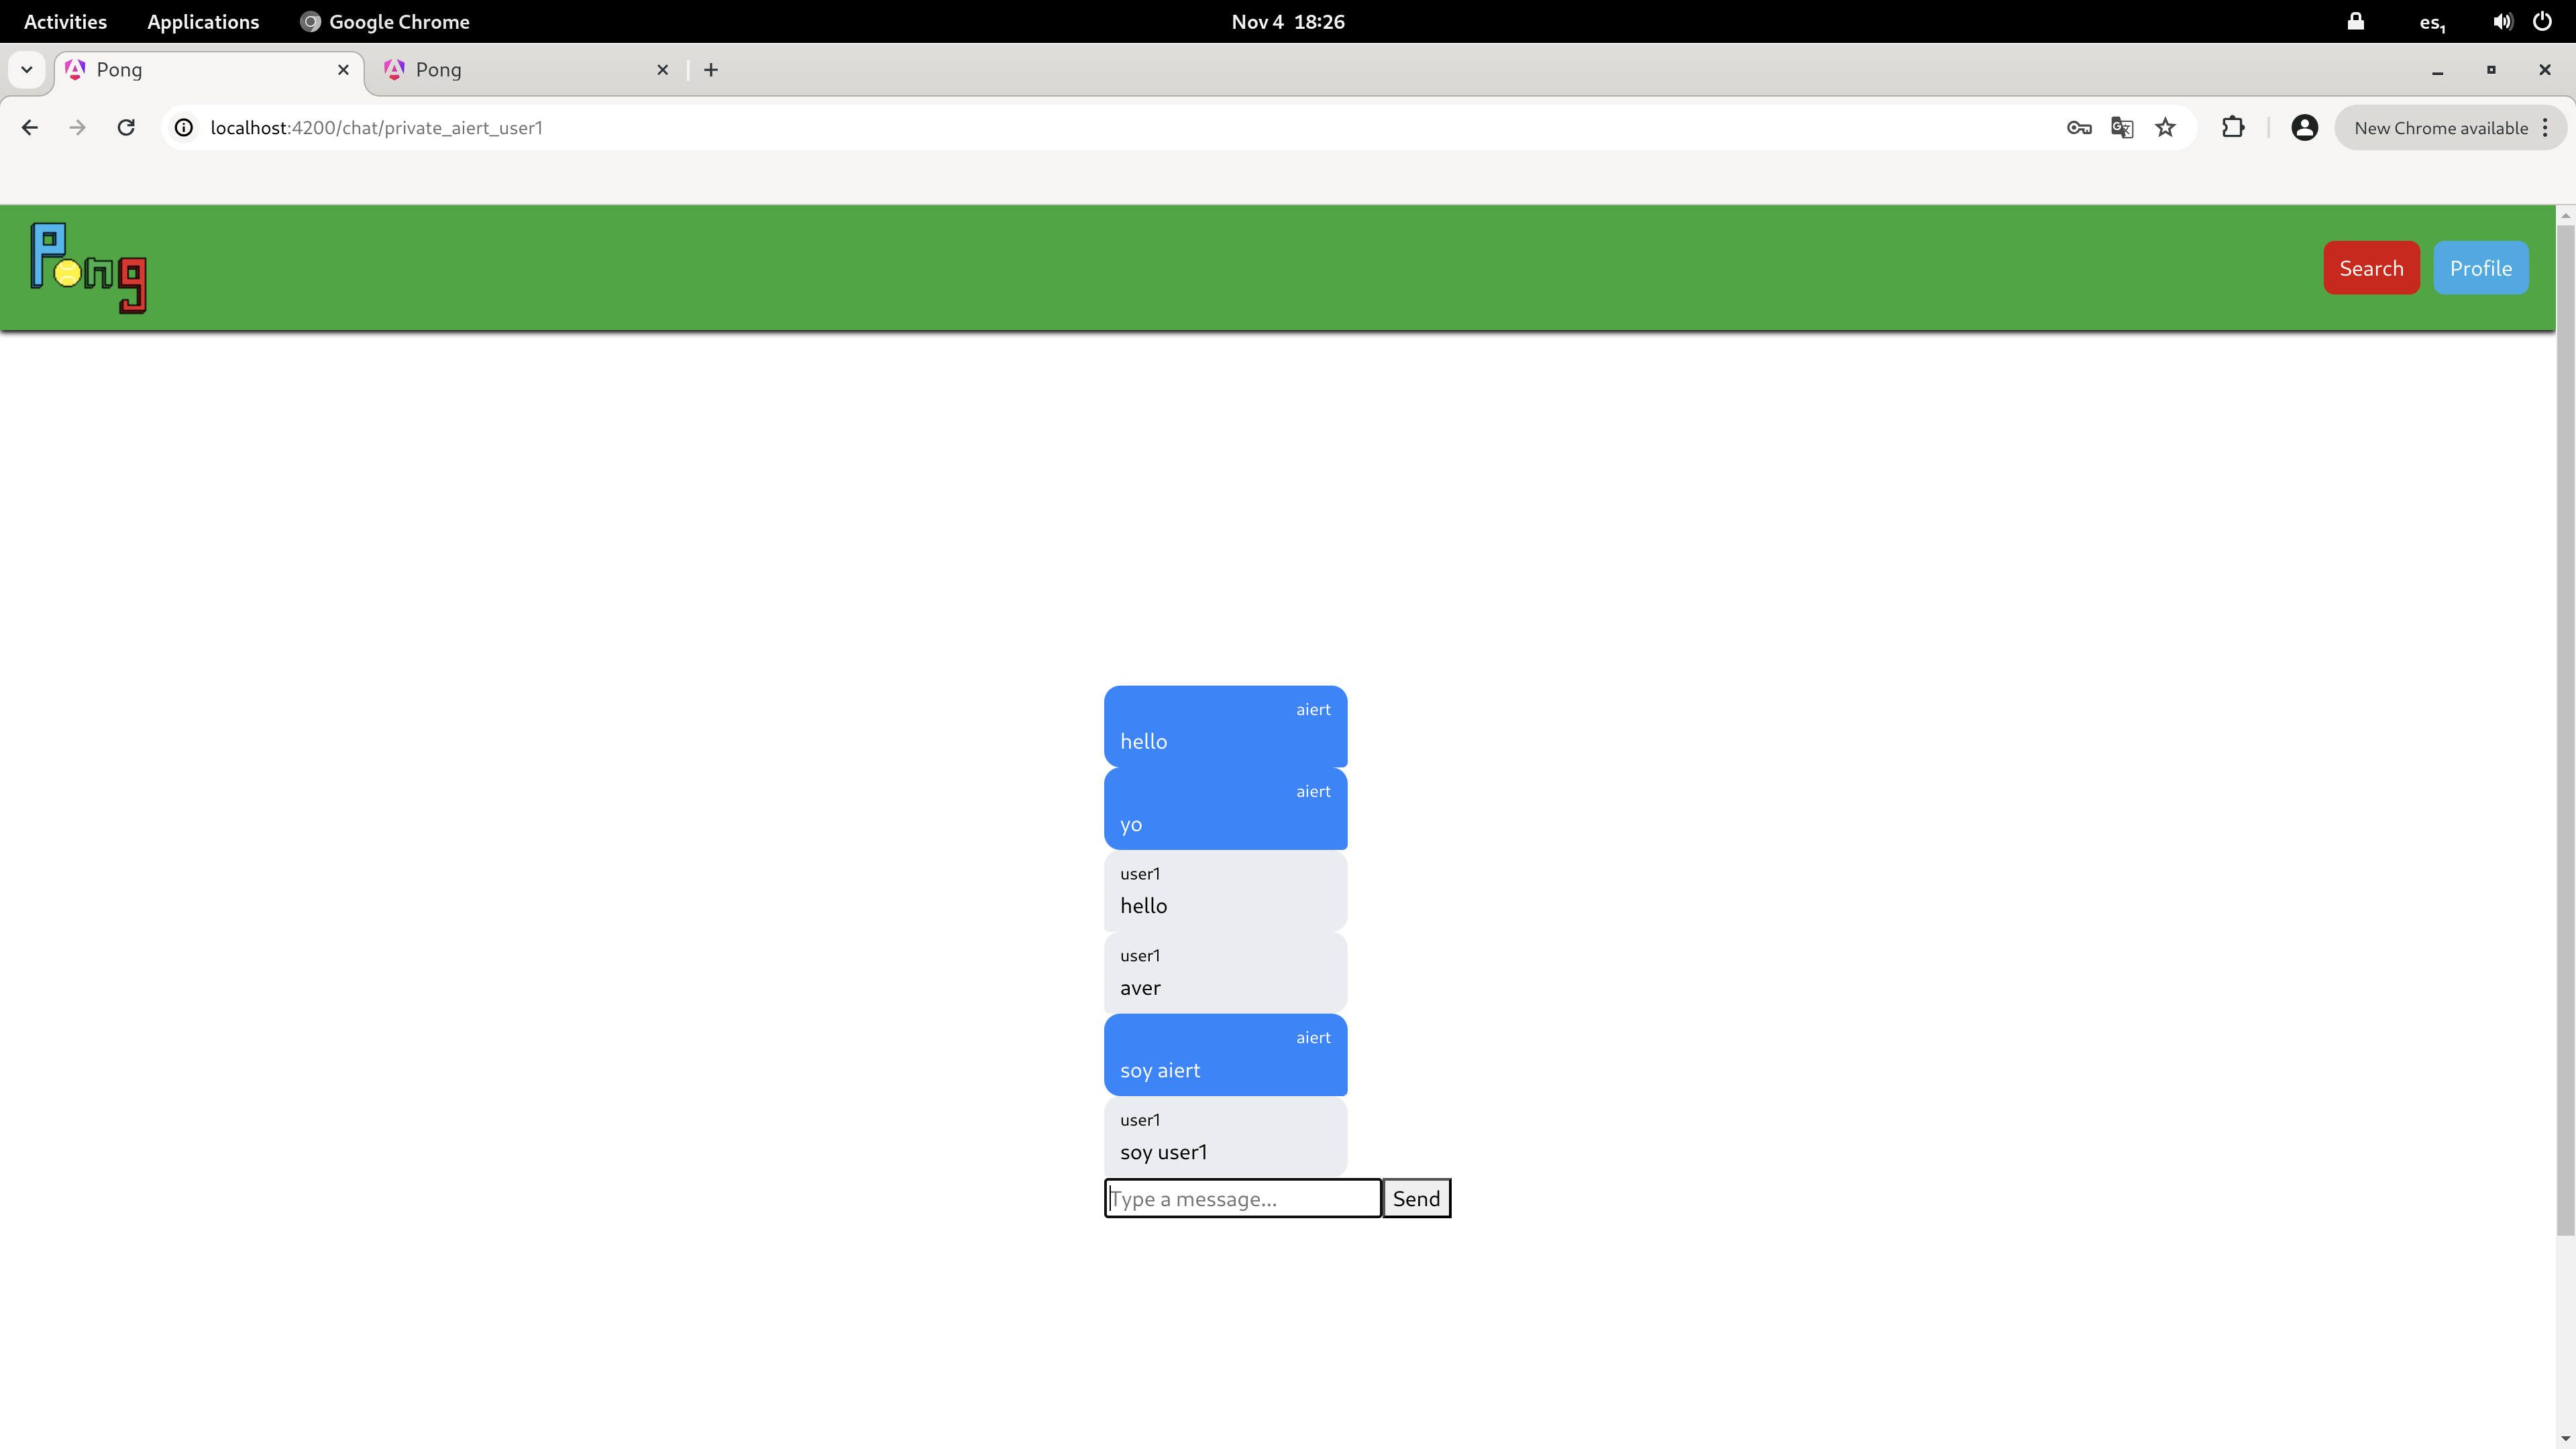 Activities Applications Google Chrome Nov 4 18:26 es1
Pong Pong
localhost:4200/chat/private_aiert_user1 New Chrome available
Pong Search Profile
aiert
hello
aiert
yo
user1
hello
user1
aver
aiert
soy aiert
user1
soy user1
Type a message... Send